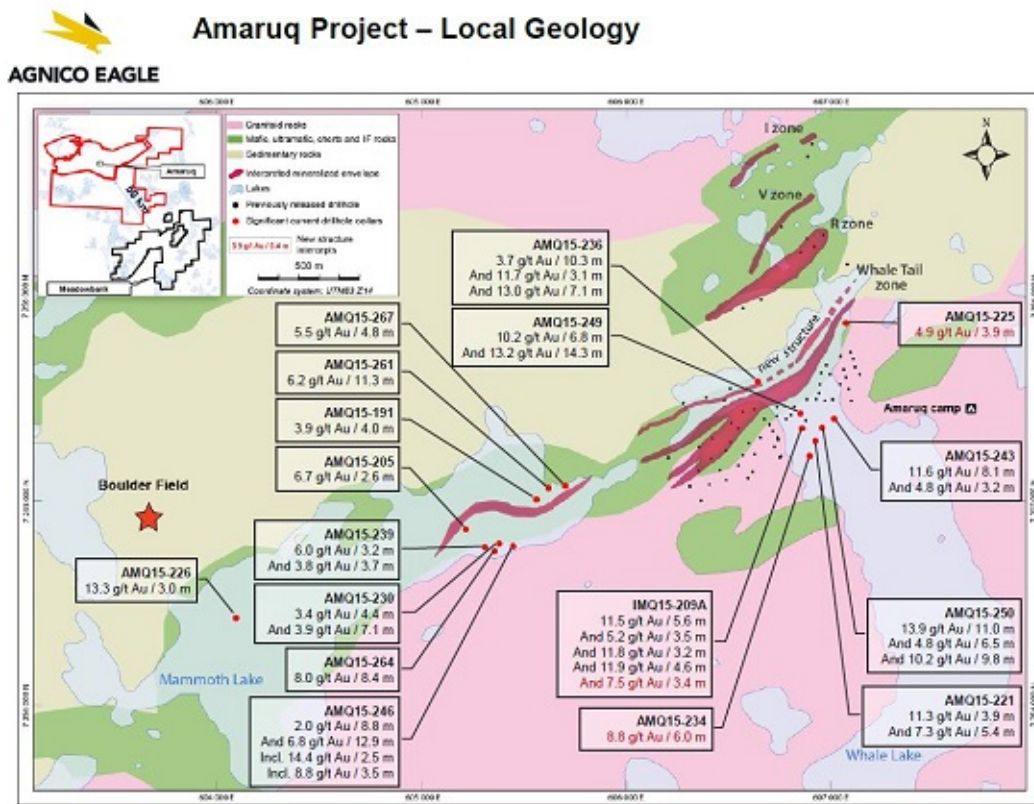 Amaruq Project – Local Geology
AGNICO EAGLE
605 000 E
607 000 E
Granitoid rocks
Mafic, ultramafic, cherts and IF rocks
Sedimentary rocks
Interpreted mineralized envelope
Lakes
Previously released drillhole
Significant current drillhole collars
New structure
intercepts
500 m
Coordinate system: UTM83 Z14
Amaruq
50 km
Meadowbank
N
I zone
V zone
R zone
Whale Tail
zone
new structure
AMQ15-236
3.7 g/t Au / 10.3 m
And 11.7 g/t Au / 3.1 m
And 13.0 g/t Au / 7.1 m
AMQ15-249
10.2 g/t Au / 6.8 m
And 13.2 g/t Au / 14.3 m
AMQ15-225
4.9 g/t Au / 3.9 m
AMQ15-267
5.5 g/t Au / 4.8 m
AMQ15-261
6.2 g/t Au / 11.3 m
AMQ15-191
3.9 g/t Au / 4.0 m
AMQ15-205
6.7 g/t Au / 2.6 m
Amaruq camp
AMQ15-243
11.6 g/t Au / 8.1 m
And 4.8 g/t Au / 3.2 m
Boulder Field
AMQ15-239
6.0 g/t Au / 3.2 m
And 3.8 g/t Au / 3.7 m
AMQ15-226
13.3 g/t Au / 3.0 m
AMQ15-230
3.4 g/t Au / 4.4 m
And 3.9 g/t Au / 7.1 m
AMQ15-264
8.0 g/t Au / 8.4 m
Mammoth Lake
AMQ15-246
2.0 g/t Au / 8.8 m
And 6.8 g/t Au / 12.9 m
Incl. 14.4 g/t Au / 2.5 m
Incl. 8.8 g/t Au / 3.5 m
IMQ15-209A
11.5 g/t Au / 5.6 m
And 5.2 g/t Au / 3.5 m
And 11.8 g/t Au / 3.2 m
And 11.9 g/t Au / 4.6 m
And 7.5 g/t Au / 3.4 m
AMQ15-234
8.8 g/t Au / 6.0 m
AMQ15-250
13.9 g/t Au / 11.0 m
And 4.8 g/t Au / 6.5 m
And 10.2 g/t Au / 9.8 m
AMQ15-221
11.3 g/t Au / 3.9 m
And 7.3 g/t Au / 5.4 m
Whale Lake
604 000 E
605 000 E
606 000 E
607 000 E